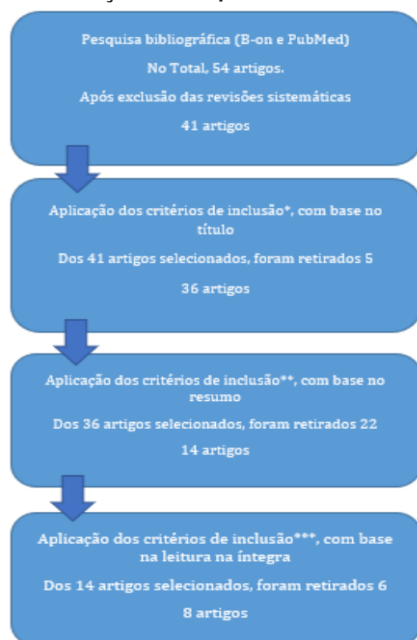 Pesquisa bibliográfica (B-on e PubMed)
No Total, 54 artigos.
Após exclusão das revisões sistemáticas
41 artigos
Aplicação dos critérios de inclusão*, com base no
título
Dos 41 artigos selecionados, foram retirados 5
36 artigos
Aplicação dos critérios de inclusão**, com base no
resumo
Dos 36 artigos selecionados, foram retirados 22
14 artigos
Aplicação dos critérios de inclusão***, com base
na leitura na íntegra
Dos 14 artigos selecionados, foram retirados 6
8 artigos